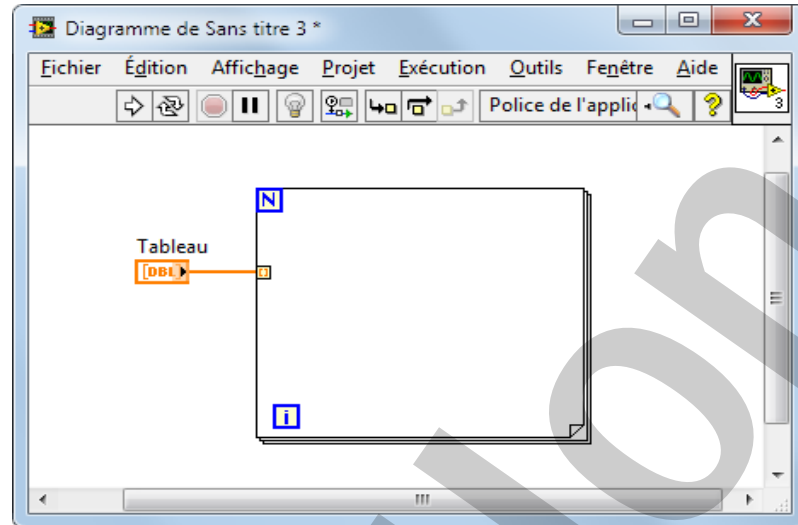 Diagramme de Sans titre 3 *
Fichier Édition Affichage Projet Exécution Outils Fenêtre Aide
Police de l'applic
3
N
Tableau
[DBL]
i